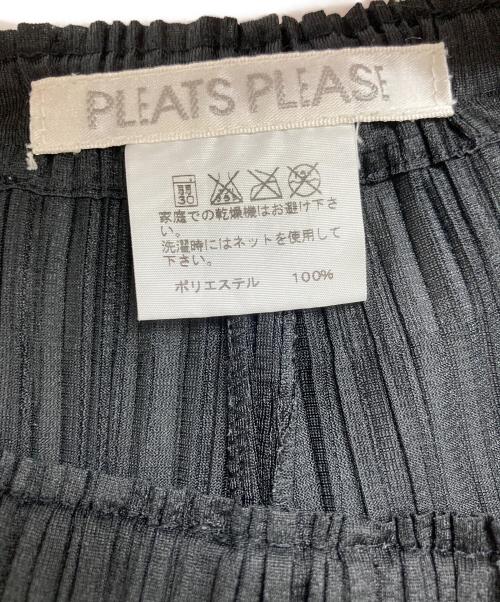 PLEATS PLEASE
家庭での乾燥機はお避け下さ
い。
洗濯時にはネットを使用して
下さい。
ポリエステル 100%